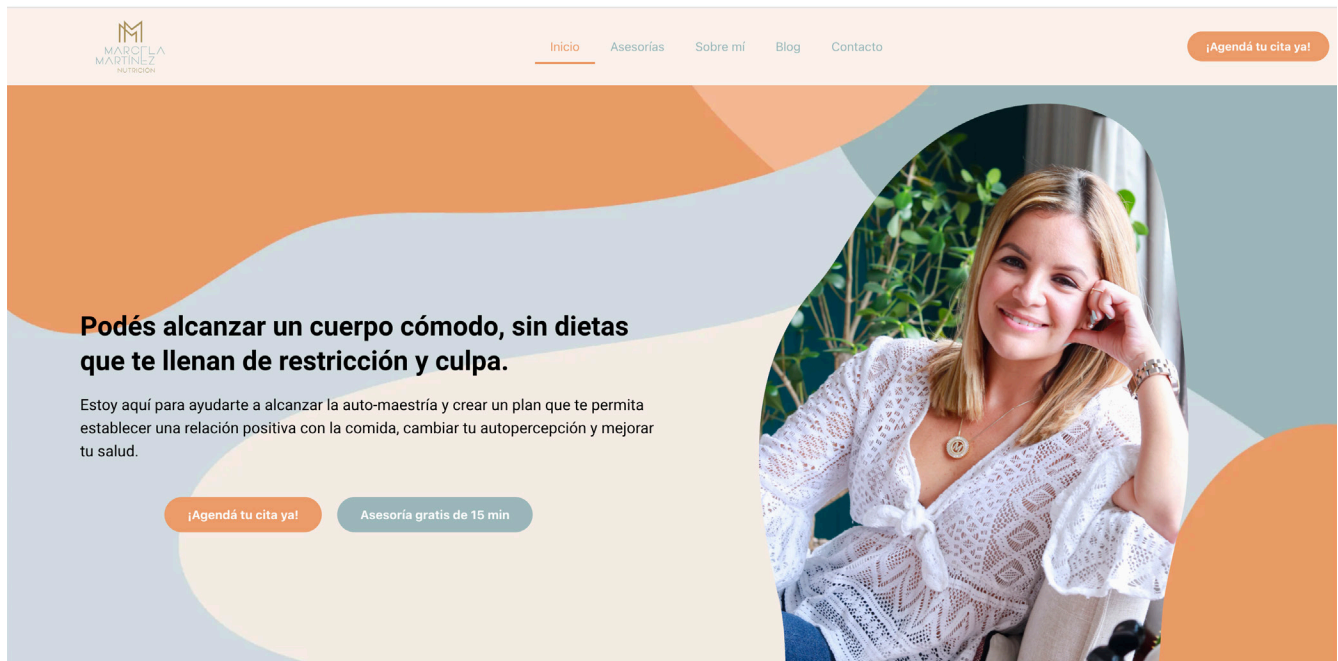 MM
MARCELA
MARTÍNEZ
NUTRICIÓN
Inicio
Asesorías
Sobre mí
Blog
Contacto
¡Agendá tu cita ya!
Podés alcanzar un cuerpo cómodo, sin dietas
que te llenan de restricción y culpa.
Estoy aquí para ayudarte a alcanzar la auto-maestría y crear un plan que te permita
establecer una relación positiva con la comida, cambiar tu autopercepción y mejorar
tu salud.
¡Agendá tu cita ya!
Asesoría gratis de 15 min